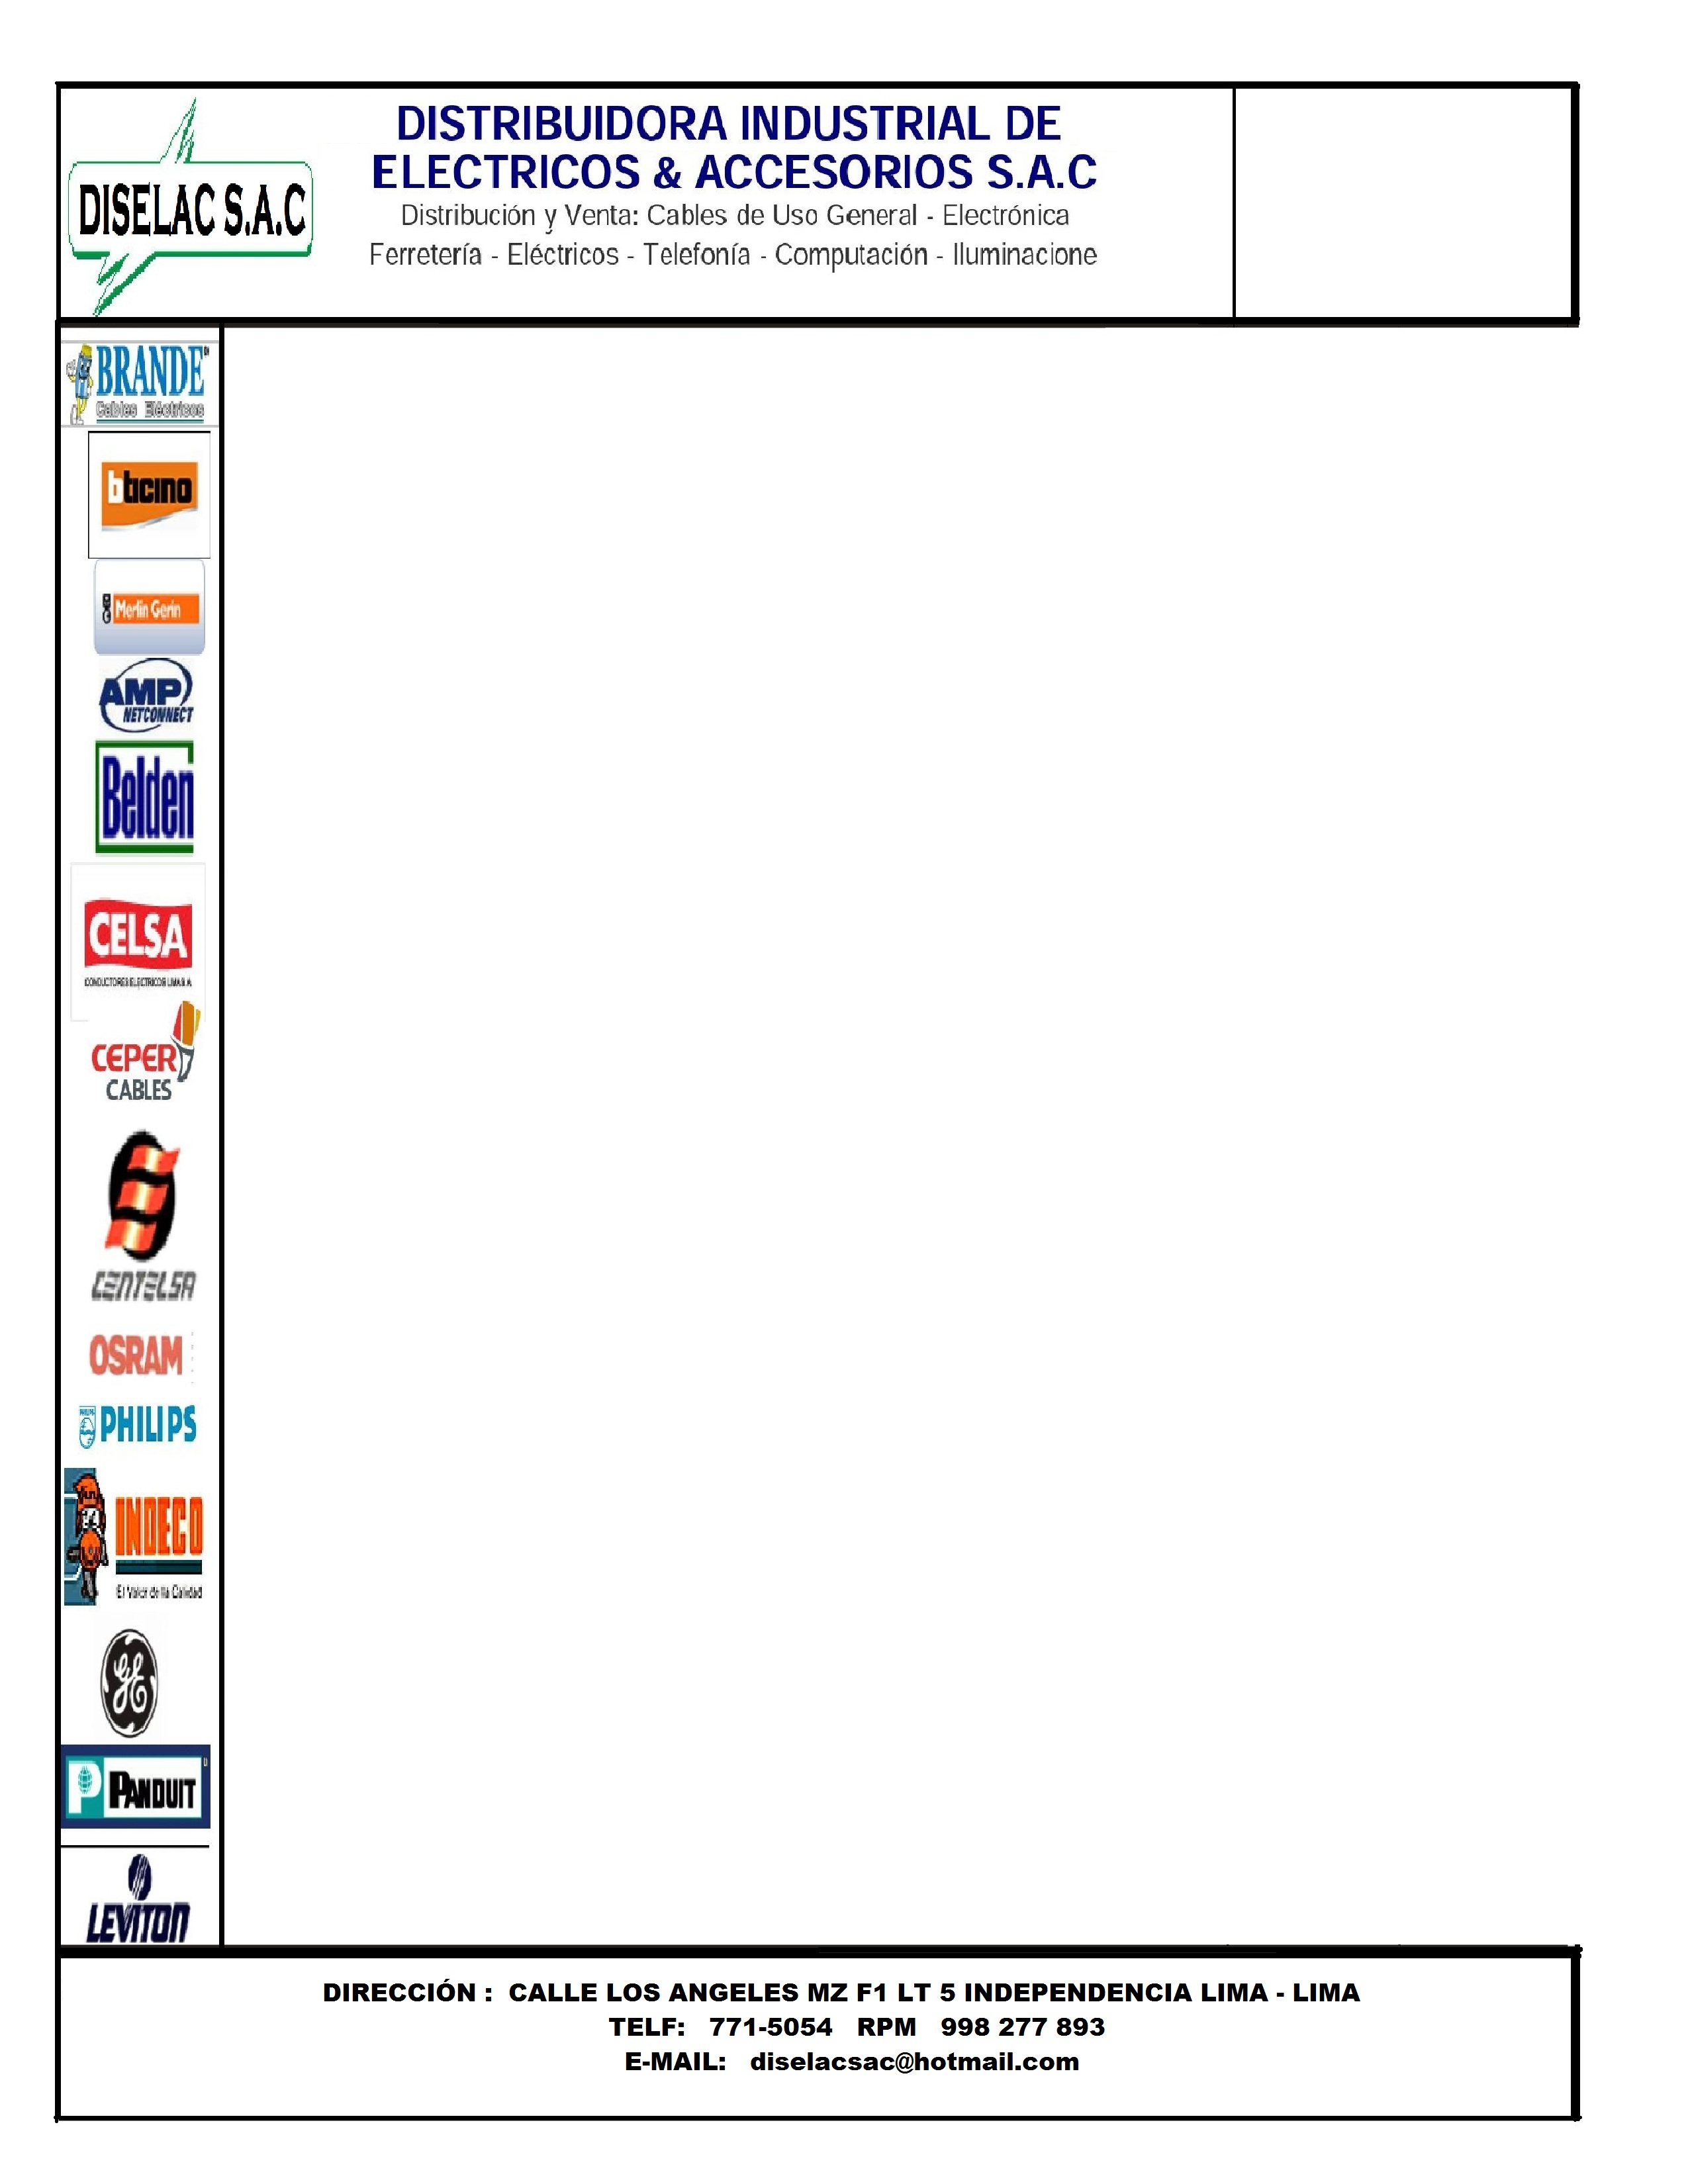 DISELAC S.A.C
DISTRIBUIDORA INDUSTRIAL DE
ELECTRICOS & ACCESORIOS S.A.C
Distribución y Venta: Cables de Uso General - Electrónica
Ferretería - Eléctricos - Telefonía - Computación - Iluminacione
BRANDE
Cables Eléctricos
bticino
Merlin Gerin
AMP
NETCONNECT
Belden
CELSA
CONDUCTORES ELECTRICOS LIMA S.A.
CEPER
CABLES
CENTELSA
OSRAM
PHILIPS
INDECO
El Valor de la Calidad
GE
P PANDUIT
LEVITON
DIRECCIÓN : CALLE LOS ANGELES MZ F1 LT 5 INDEPENDENCIA LIMA - LIMA
TELF: 771-5054 RPM 998 277 893
E-MAIL: diselacsac@hotmail.com